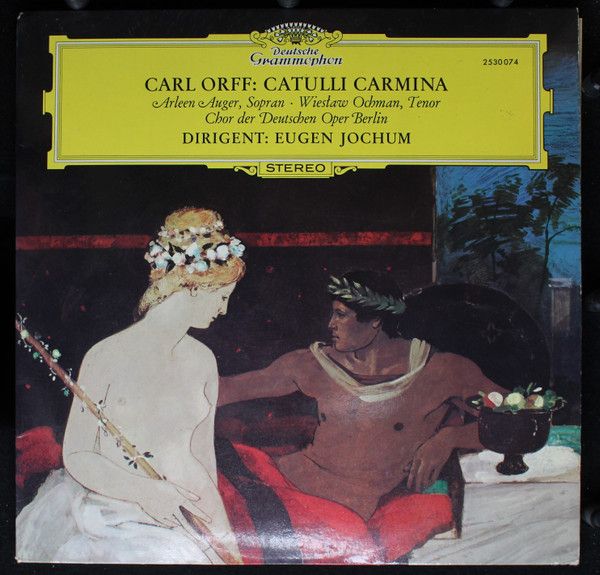 Deutsche
Grammophon
2530 074
CARL ORFF: CATULLI CARMINA
Arleen Auger, Sopran · Wiesław Ochman, Tenor
Chor der Deutschen Oper Berlin
DIRIGENT: EUGEN JOCHUM
STEREO